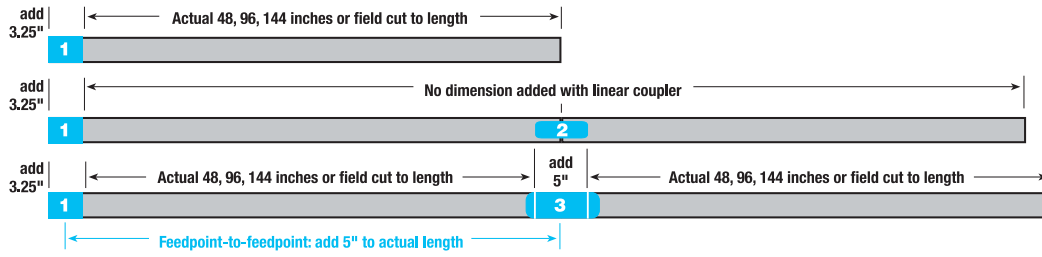 add
3.25"
Actual 48, 96, 144 inches or field cut to length
1
add
3.25"
No dimension added with linear coupler
1
2
add
3.25"
Actual 48, 96, 144 inches or field cut to length
add
5"
Actual 48, 96, 144 inches or field cut to length
1
3
Feedpoint-to-feedpoint: add 5" to actual length